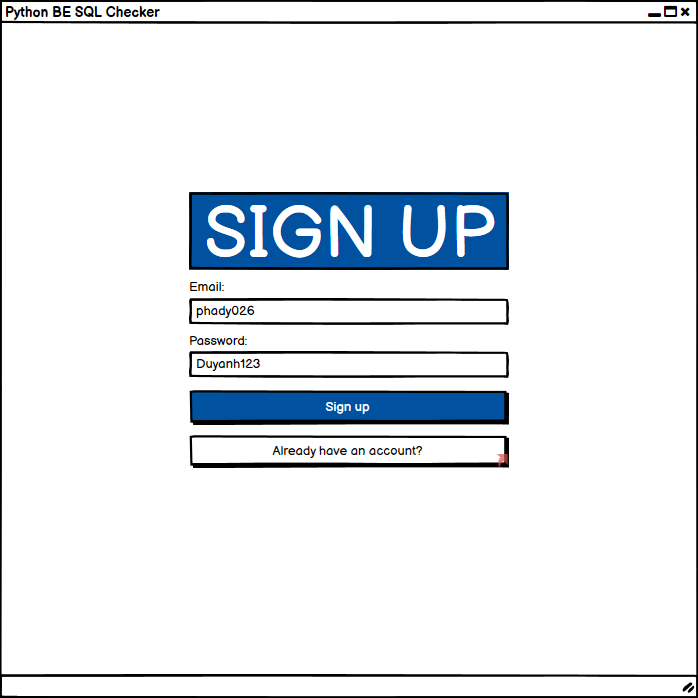 Python BE SQL Checker
SIGN UP
Email:
phady026
Password:
Duyanh123
Sign up
Already have an account?